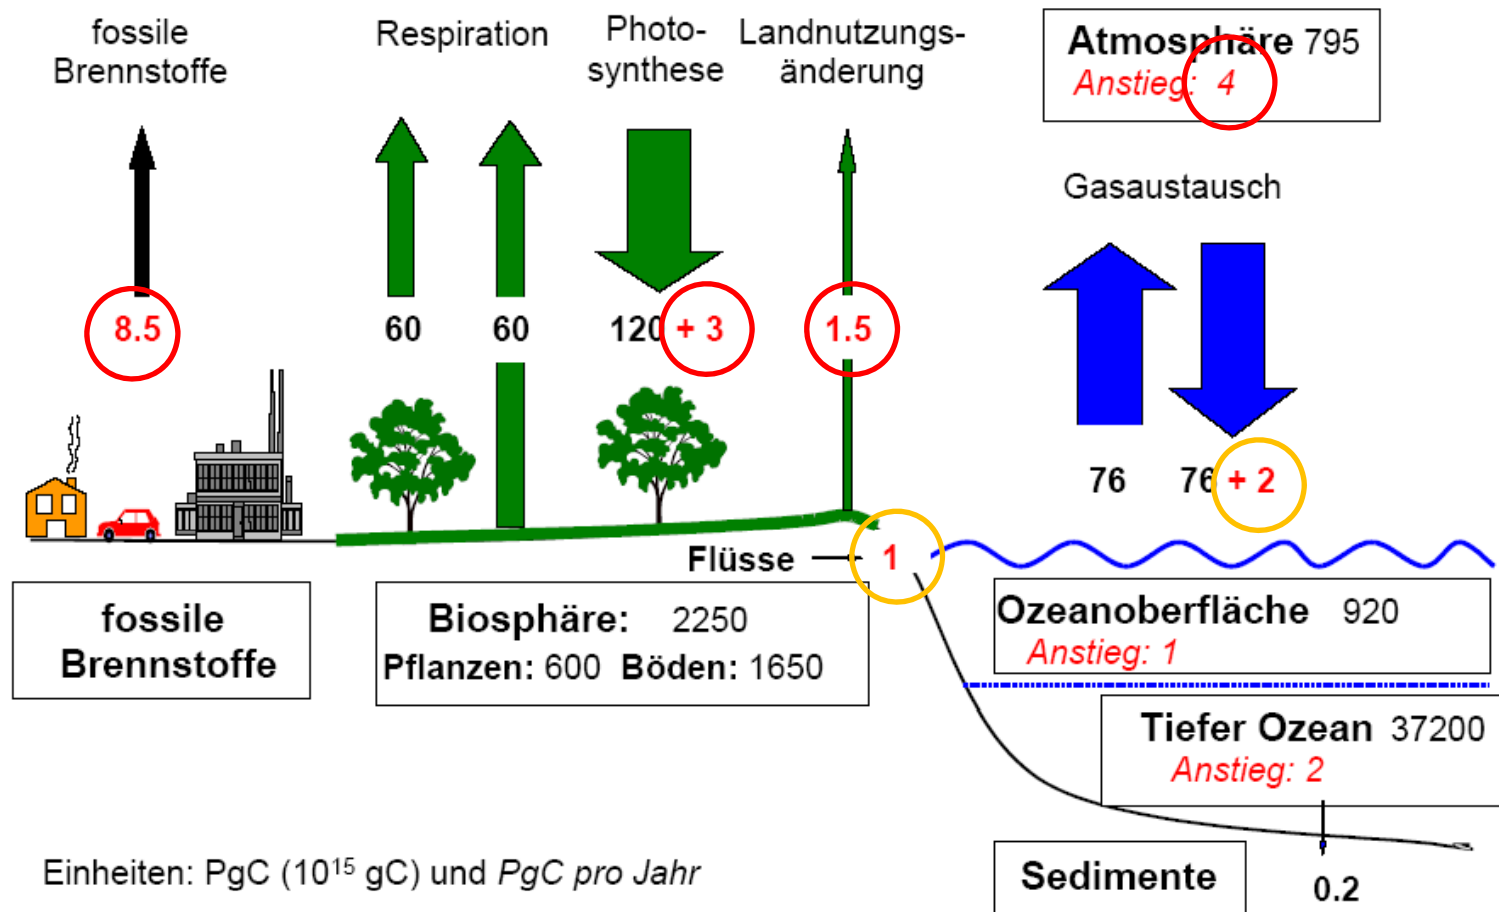 fossile
Brennstoffe
Respiration
Photo-
synthese
Landnutzungs-
änderung
Atmosphäre 795
Anstieg: 4
Gasaustausch
8.5
60
60
120 + 3
1.5
76
76 + 2
Flüsse
1
fossile
Brennstoffe
Biosphäre: 2250
Pflanzen: 600 Böden: 1650
Ozeanoberfläche 920
Anstieg: 1
Tiefer Ozean 37200
Anstieg: 2
Einheiten: PgC (10¹⁵ gC) und PgC pro Jahr
Sedimente
0.2